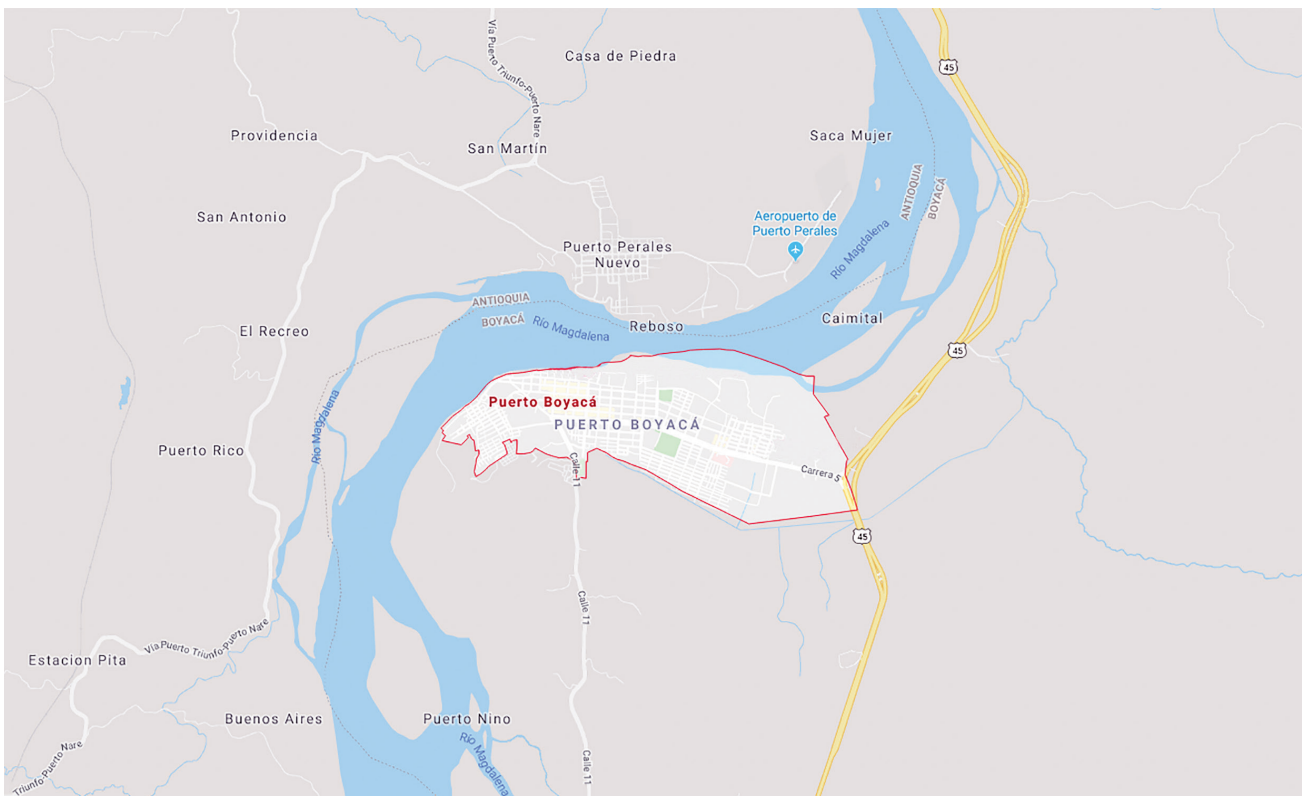 45
Casa de Piedra
Vía Puerto Triunfo-Puerto Nare
Providencia
San Martín
Saca Mujer
ANTIOQUIA
BOYACÁ
San Antonio
Aeropuerto de
Puerto Perales
Río Magdalena
Puerto Perales
Nuevo
ANTIOQUIA
BOYACÁ
Río Magdalena
Reboso
Caimital
El Recreo
45
Puerto Boyacá
PUERTO BOYACÁ
Río Magdalena
Puerto Rico
Calle 11
Carrera 5
45
Calle 11
Vía Puerto Triunfo-Puerto Nare
Estacion Pita
Buenos Aires
Puerto Nino
Río Magdalena
Triunfo-Puerto Nare
Calle 11